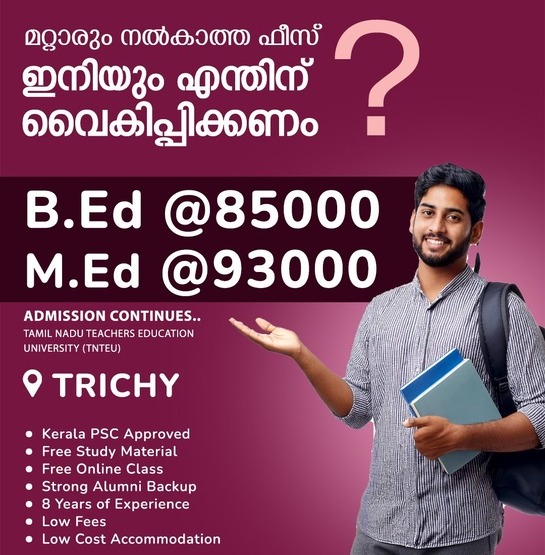 മറ്റാരും നൽകാത്ത ഫീസ്
ഇനിയും എന്തിന്
വൈകിപ്പിക്കണം
?
B.Ed @85000
M.Ed @93000
ADMISSION CONTINUES..
TAMIL NADU TEACHERS EDUCATION
UNIVERSITY (TNTEU)
TRICHY
• Kerala PSC Approved
• Free Study Material
• Free Online Class
• Strong Alumni Backup
• 8 Years of Experience
• Low Fees
• Low Cost Accommodation